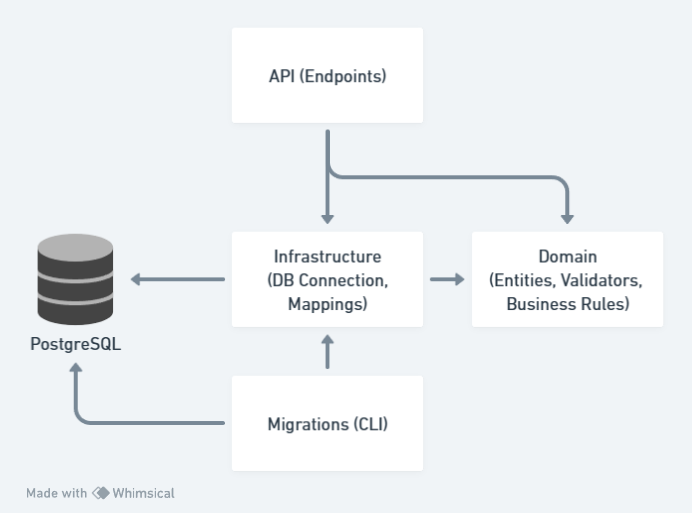 API (Endpoints)
Infrastructure
(DB Connection,
Mappings)
Domain
(Entities, Validators,
Business Rules)
PostgreSQL
Migrations (CLI)
Made with Whimsical